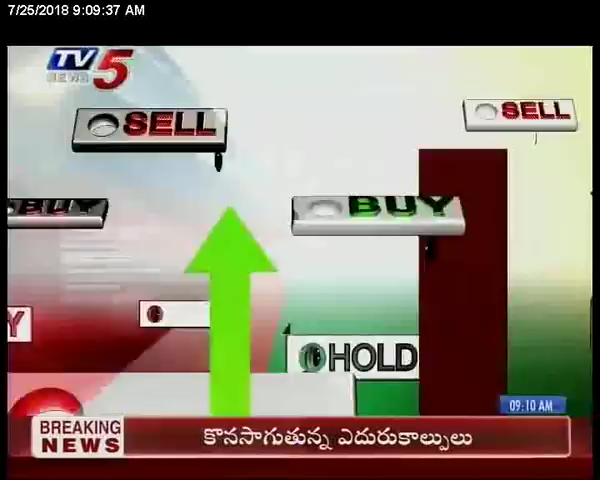 7/25/2018 9:09:37 AM
TV5
NEWS
SELL
SELL
BUY
BUY
Y
HOLD
09:10 AM
BREAKING
NEWS
కొనసాగుతున్న ఎదురుకాల్పులు